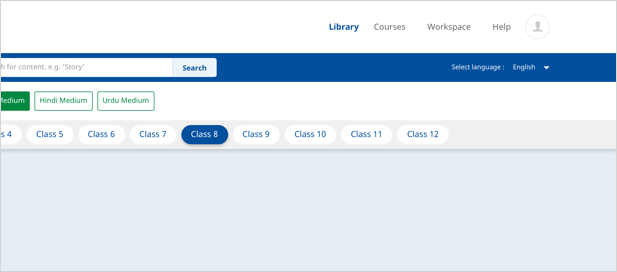 Library Courses Workspace Help
h for content. e.g. 'Story' Search Select language : English
Medium Hindi Medium Urdu Medium
s 4 Class 5 Class 6 Class 7 Class 8 Class 9 Class 10 Class 11 Class 12